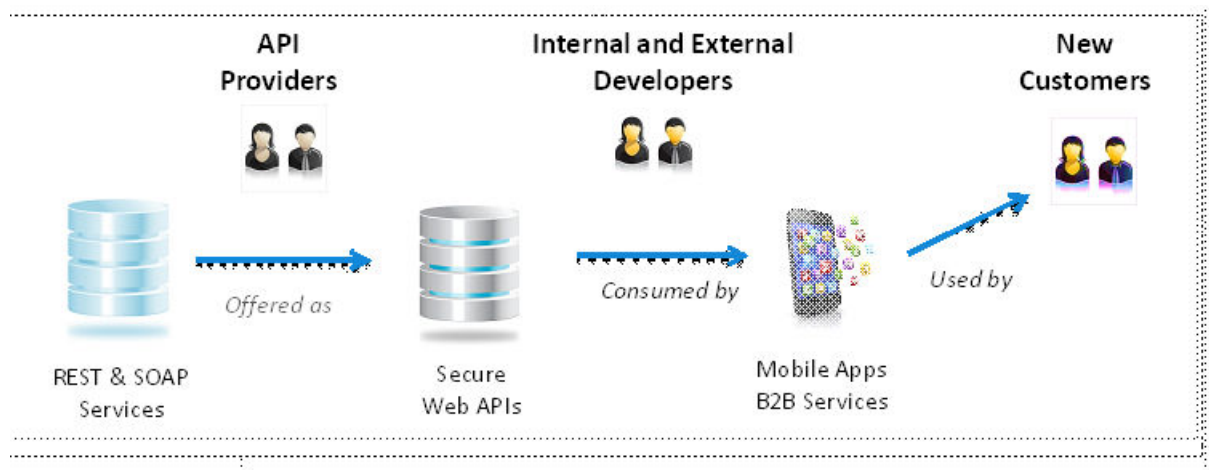 API
Providers
Internal and External
Developers
New
Customers
Offered as
Consumed by
Used by
REST & SOAP
Services
Secure
Web APIs
Mobile Apps
B2B Services